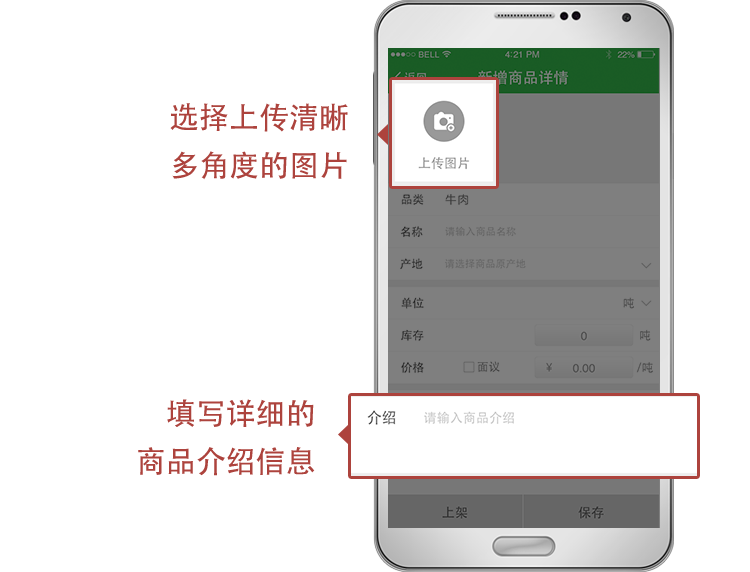 BELL 4:21 PM 22%
返回 新增商品详情
选择上传清晰
多角度的图片
上传图片
品类 牛肉
名称 请输入商品名称
产地 请选择商品原产地
单位 吨
库存 0 吨
价格 面议 ¥ 0.00 /吨
填写详细的
商品介绍信息
介绍 请输入商品介绍
上架 保存